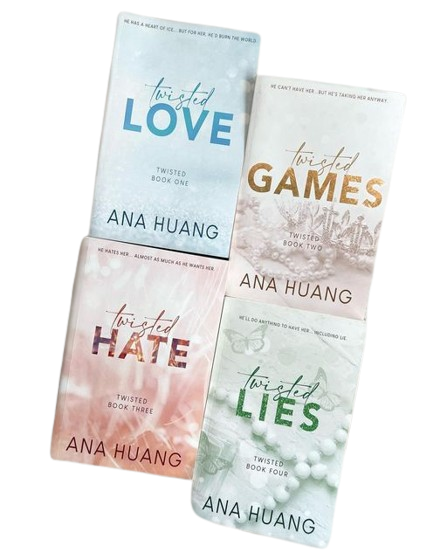 HE HAS A HEART OF ICE... BUT FOR HER, HE'D BURN THE WORLD.
twisted
LOVE
TWISTED
BOOK ONE
ANA HUANG
HE CAN'T HAVE HER...BUT HE'S TAKING HER ANYWAY.
twisted
GAMES
TWISTED
BOOK TWO
ANA HUANG
HE HATES HER... ALMOST AS MUCH AS HE WANTS HER.
twisted
HATE
TWISTED
BOOK THREE
ANA HUANG
HE'LL DO ANYTHING TO HAVE HER... INCLUDING LIE.
twisted
LIES
TWISTED
BOOK FOUR
ANA HUANG